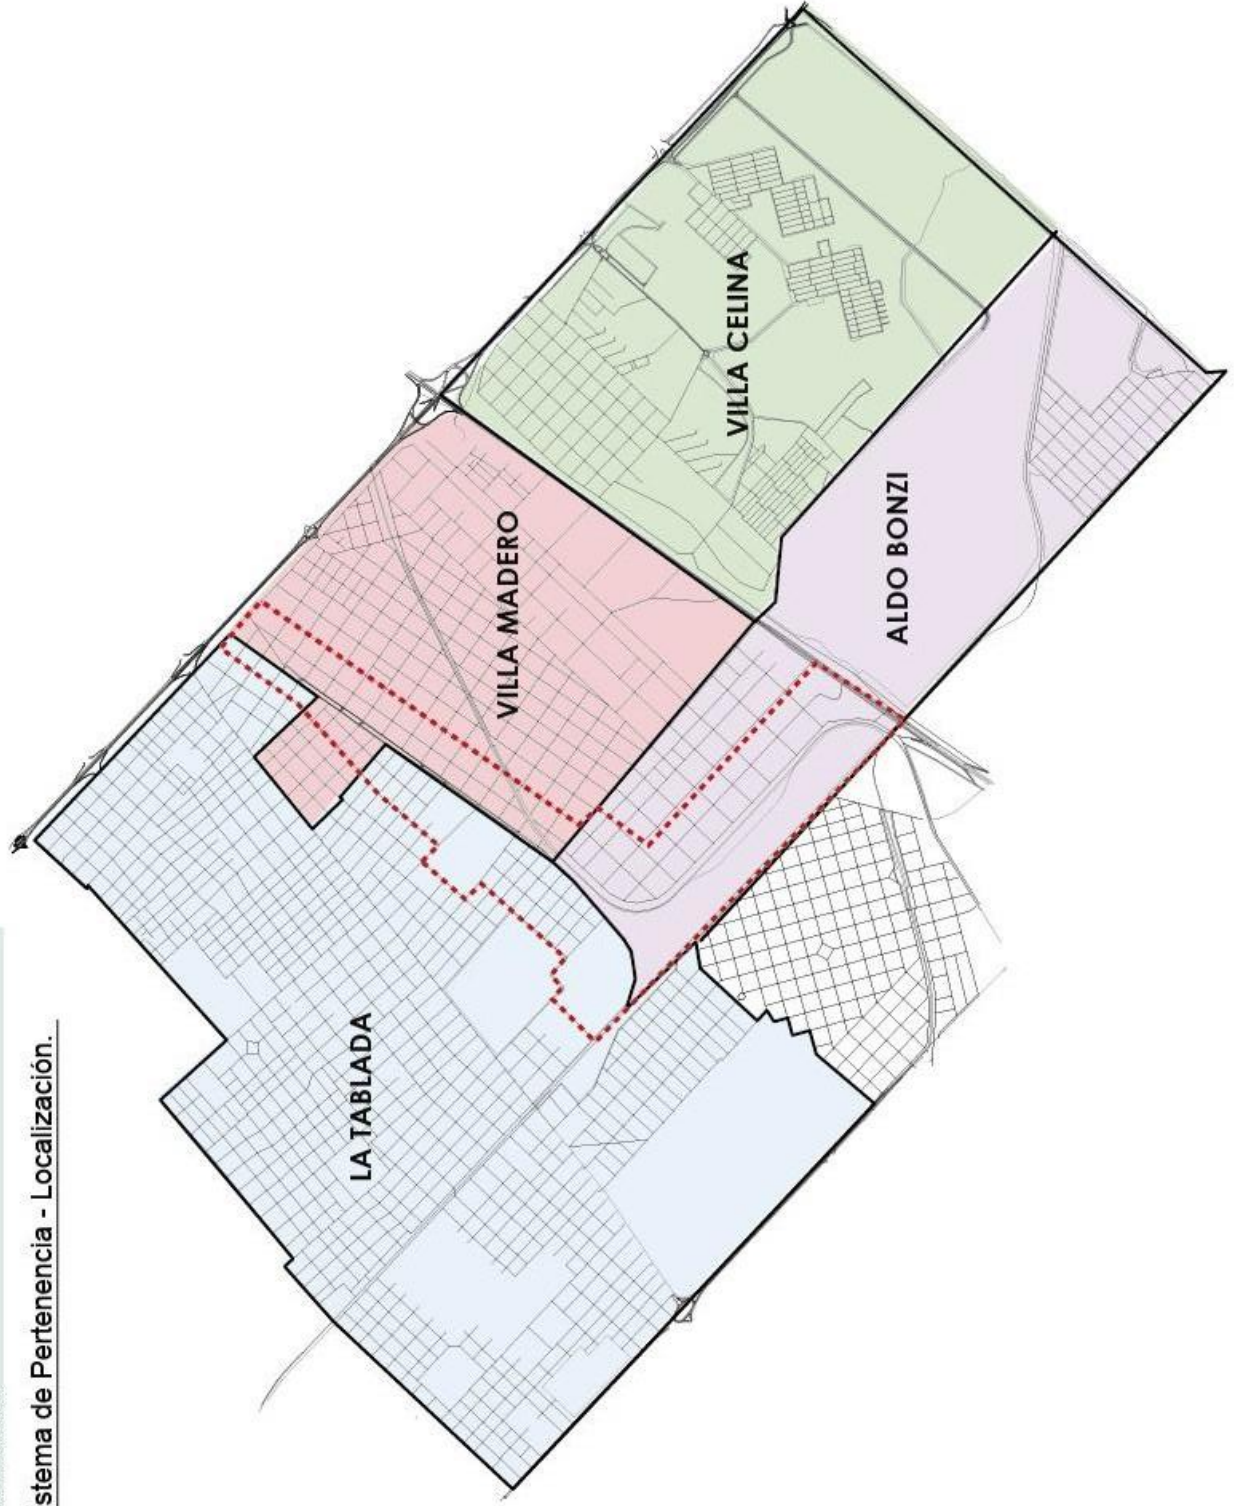 stema de Pertenencia - Localización.
LA TABLADA
VILLA MADERO
VILLA CELINA
ALDO BONZI